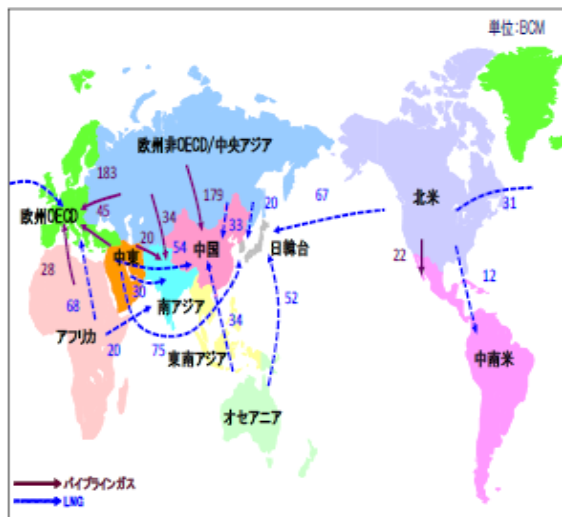 単位:BCM
欧州非OECD/中央アジア
183
179
20
67
北米
31
欧州OECD
45
34
33
20
54
中国
日韓台
中東
22
28
30
南アジア
12
68
52
アフリカ
20
75
34
東南アジア
中南米
オセアニア
パイプラインガス
LNG